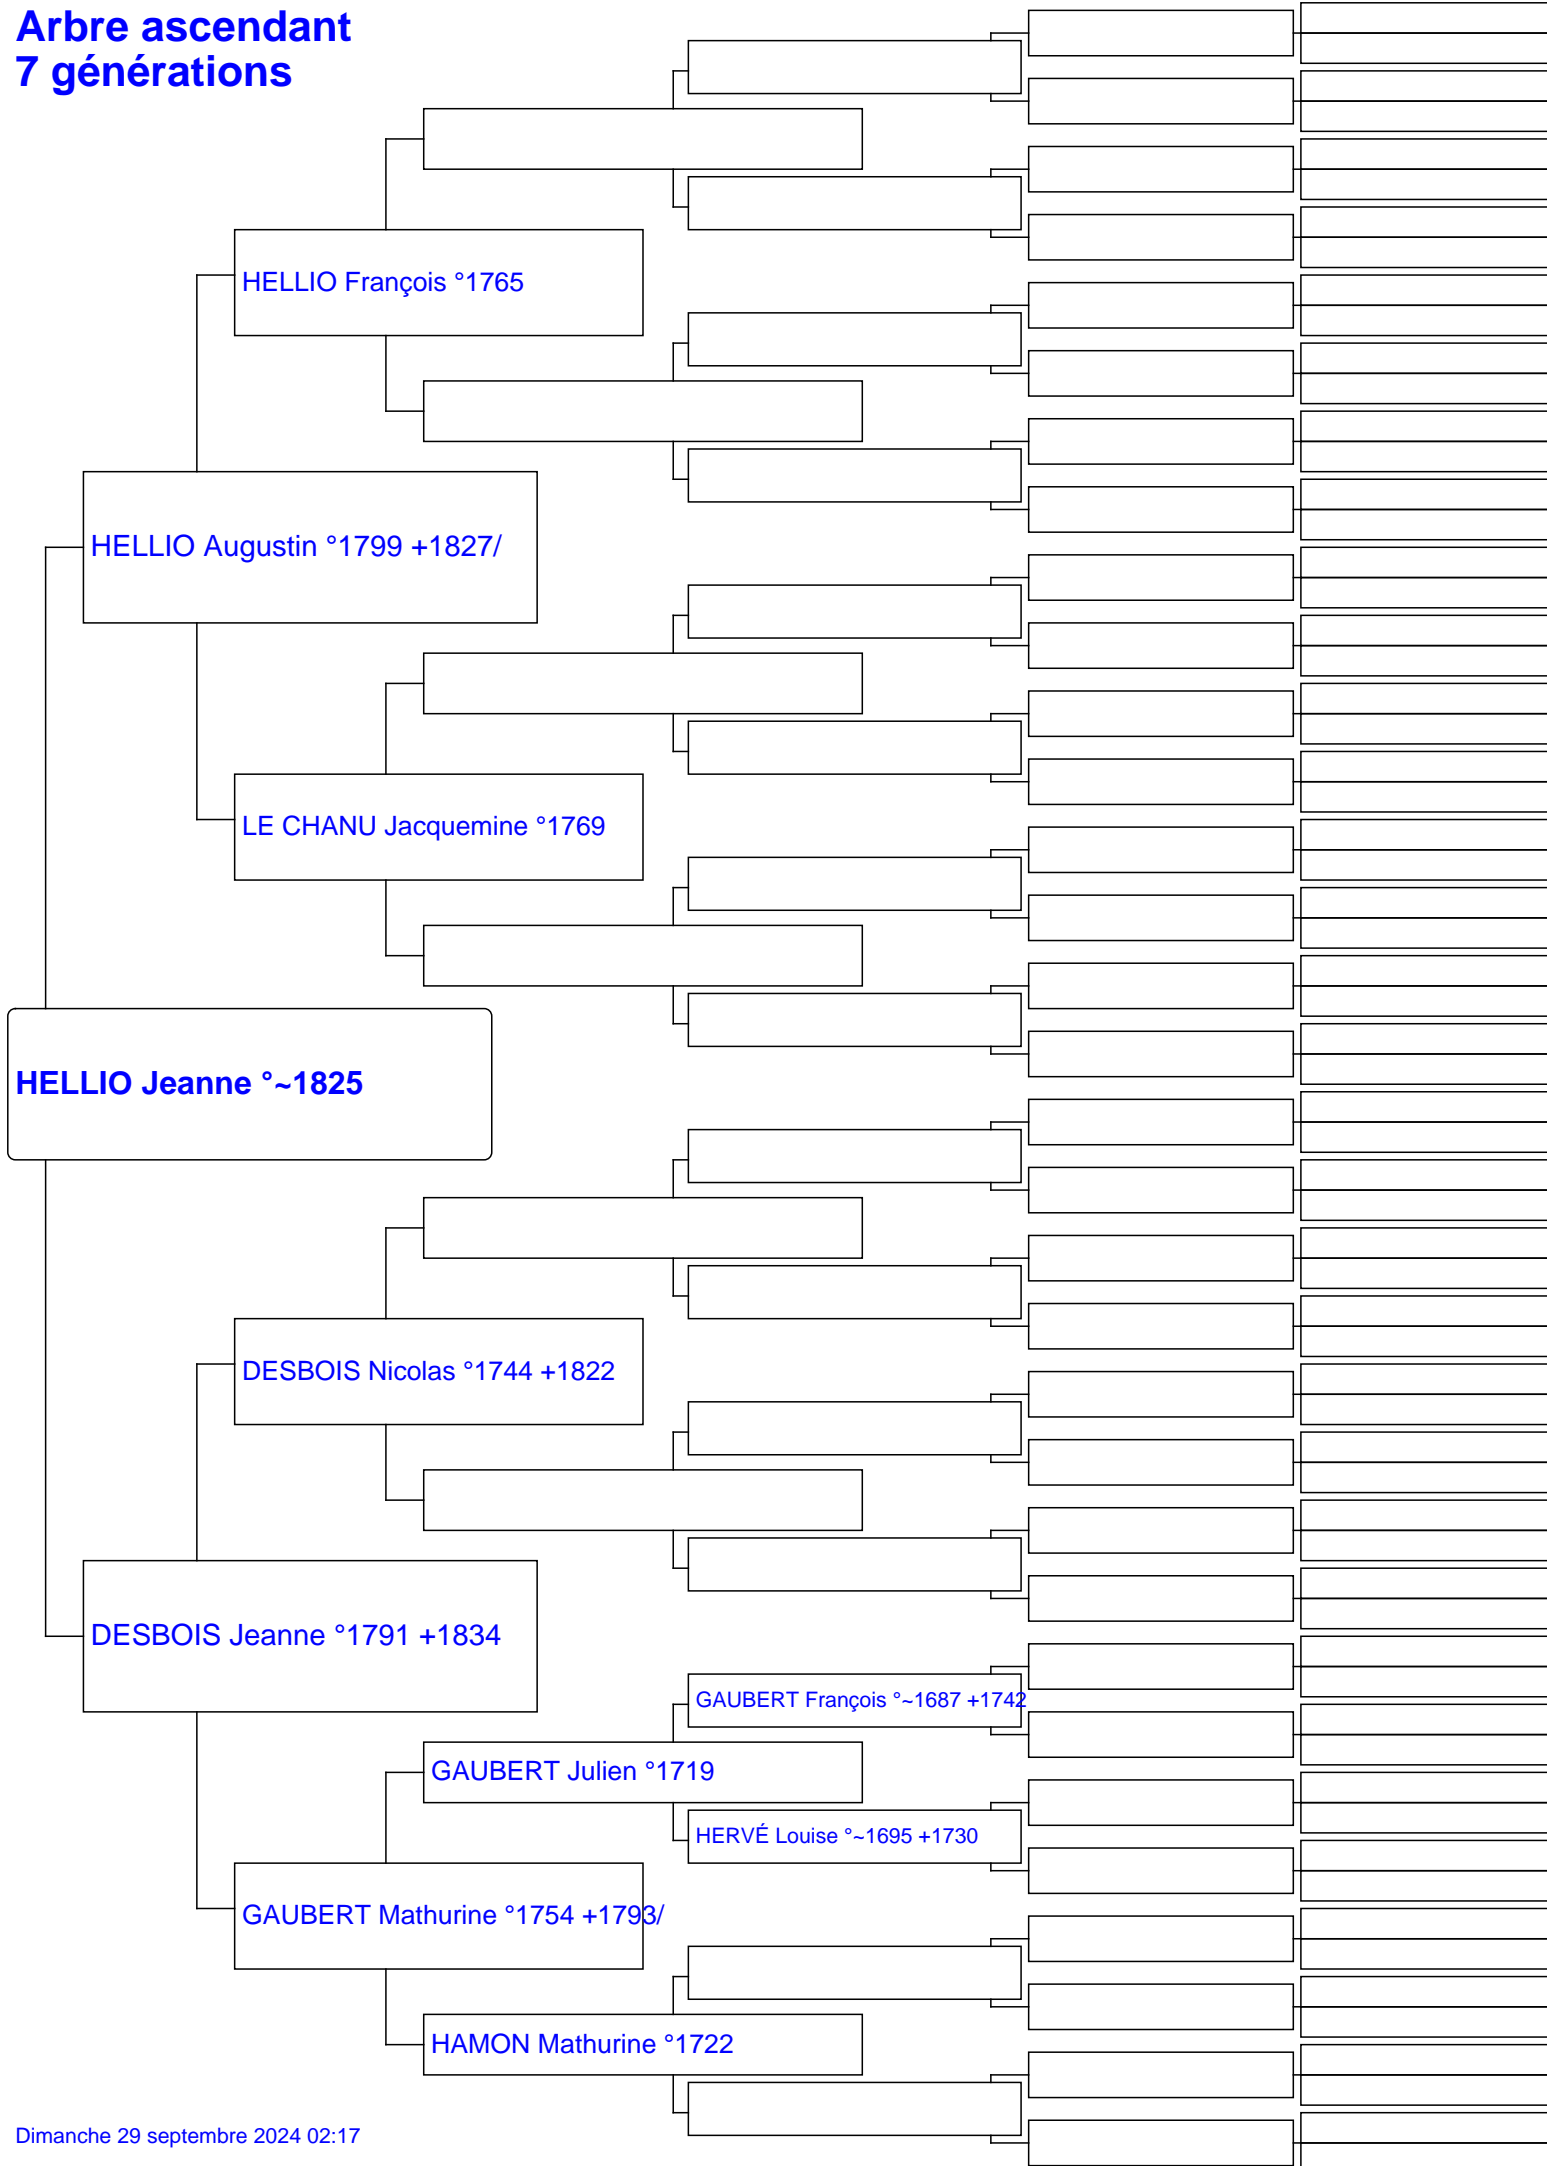 Arbre ascendant
7 générations
HELLIO François °1765
HELLIO Augustin °1799 +1827/
LE CHANU Jacquemine °1769
HELLIO Jeanne °~1825
DESBOIS Nicolas °1744 +1822
DESBOIS Jeanne °1791 +1834
GAUBERT François °~1687 +1742
GAUBERT Julien °1719
HERVÉ Louise °~1695 +1730
GAUBERT Mathurine °1754 +1793/
HAMON Mathurine °1722
Dimanche 29 septembre 2024 02:17